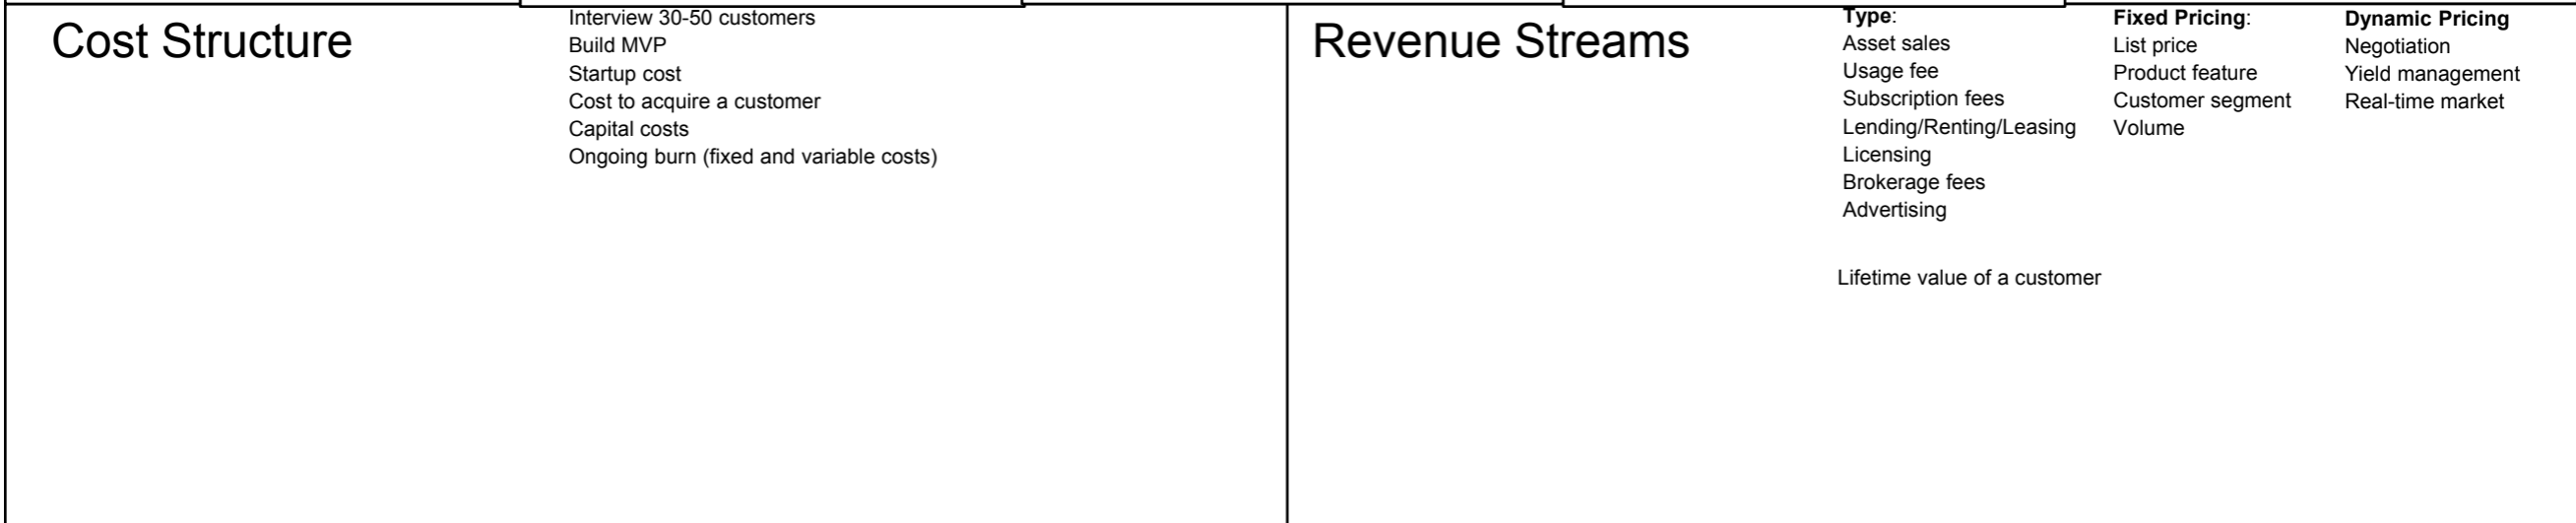 Cost Structure
Interview 30-50 customers
Build MVP
Startup cost
Cost to acquire a customer
Capital costs
Ongoing burn (fixed and variable costs)
Revenue Streams
Type:
Asset sales
Usage fee
Subscription fees
Lending/Renting/Leasing
Licensing
Brokerage fees
Advertising
Fixed Pricing:
List price
Product feature
Customer segment
Volume
Dynamic Pricing
Negotiation
Yield management
Real-time market
Lifetime value of a customer